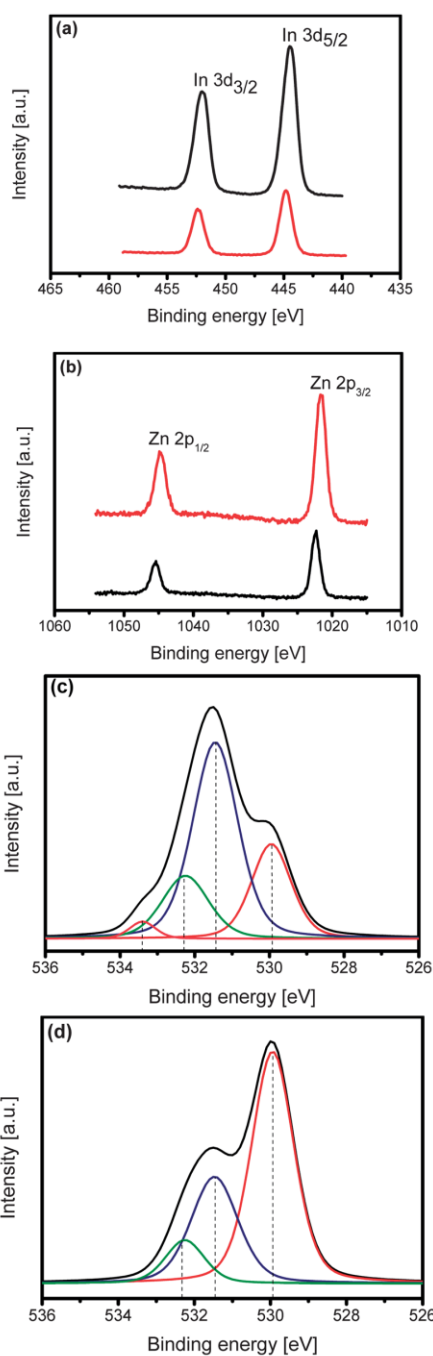 (a)
In 3d3/2
In 3d5/2
Intensity [a.u.]
465 460 455 450 445 440 435
Binding energy [eV]
(b)
Zn 2p1/2
Zn 2p3/2
Intensity [a.u.]
1060 1050 1040 1030 1020 1010
Binding energy [eV]
(c)
Intensity [a.u.]
536 534 532 530 528 526
Binding energy [eV]
(d)
Intensity [a.u.]
536 534 532 530 528 526
Binding energy [eV]